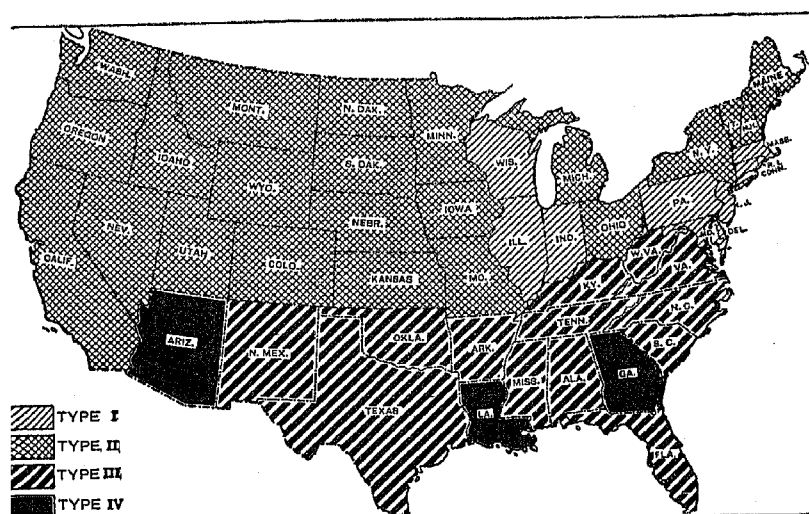 WASH.
MONT.
N. DAK.
MINN.
MAINE
OREGON
IDAHO
S. DAK.
WIS.
MICH.
N.Y.
N.H.
MASS.
R.I.
CONN.
WYO.
IOWA
PA.
N.J.
NEV.
UTAH
NEBR.
ILL.
IND.
OHIO
DEL.
CALIF.
COLO.
KANSAS
MO.
W.VA.
VA.
KY.
N.C.
TENN.
ARIZ.
N. MEX.
OKLA.
ARK.
S. C.
MISS.
ALA.
GA.
TEXAS
LA.
FLA.
TYPE I
TYPE II
TYPE III
TYPE IV